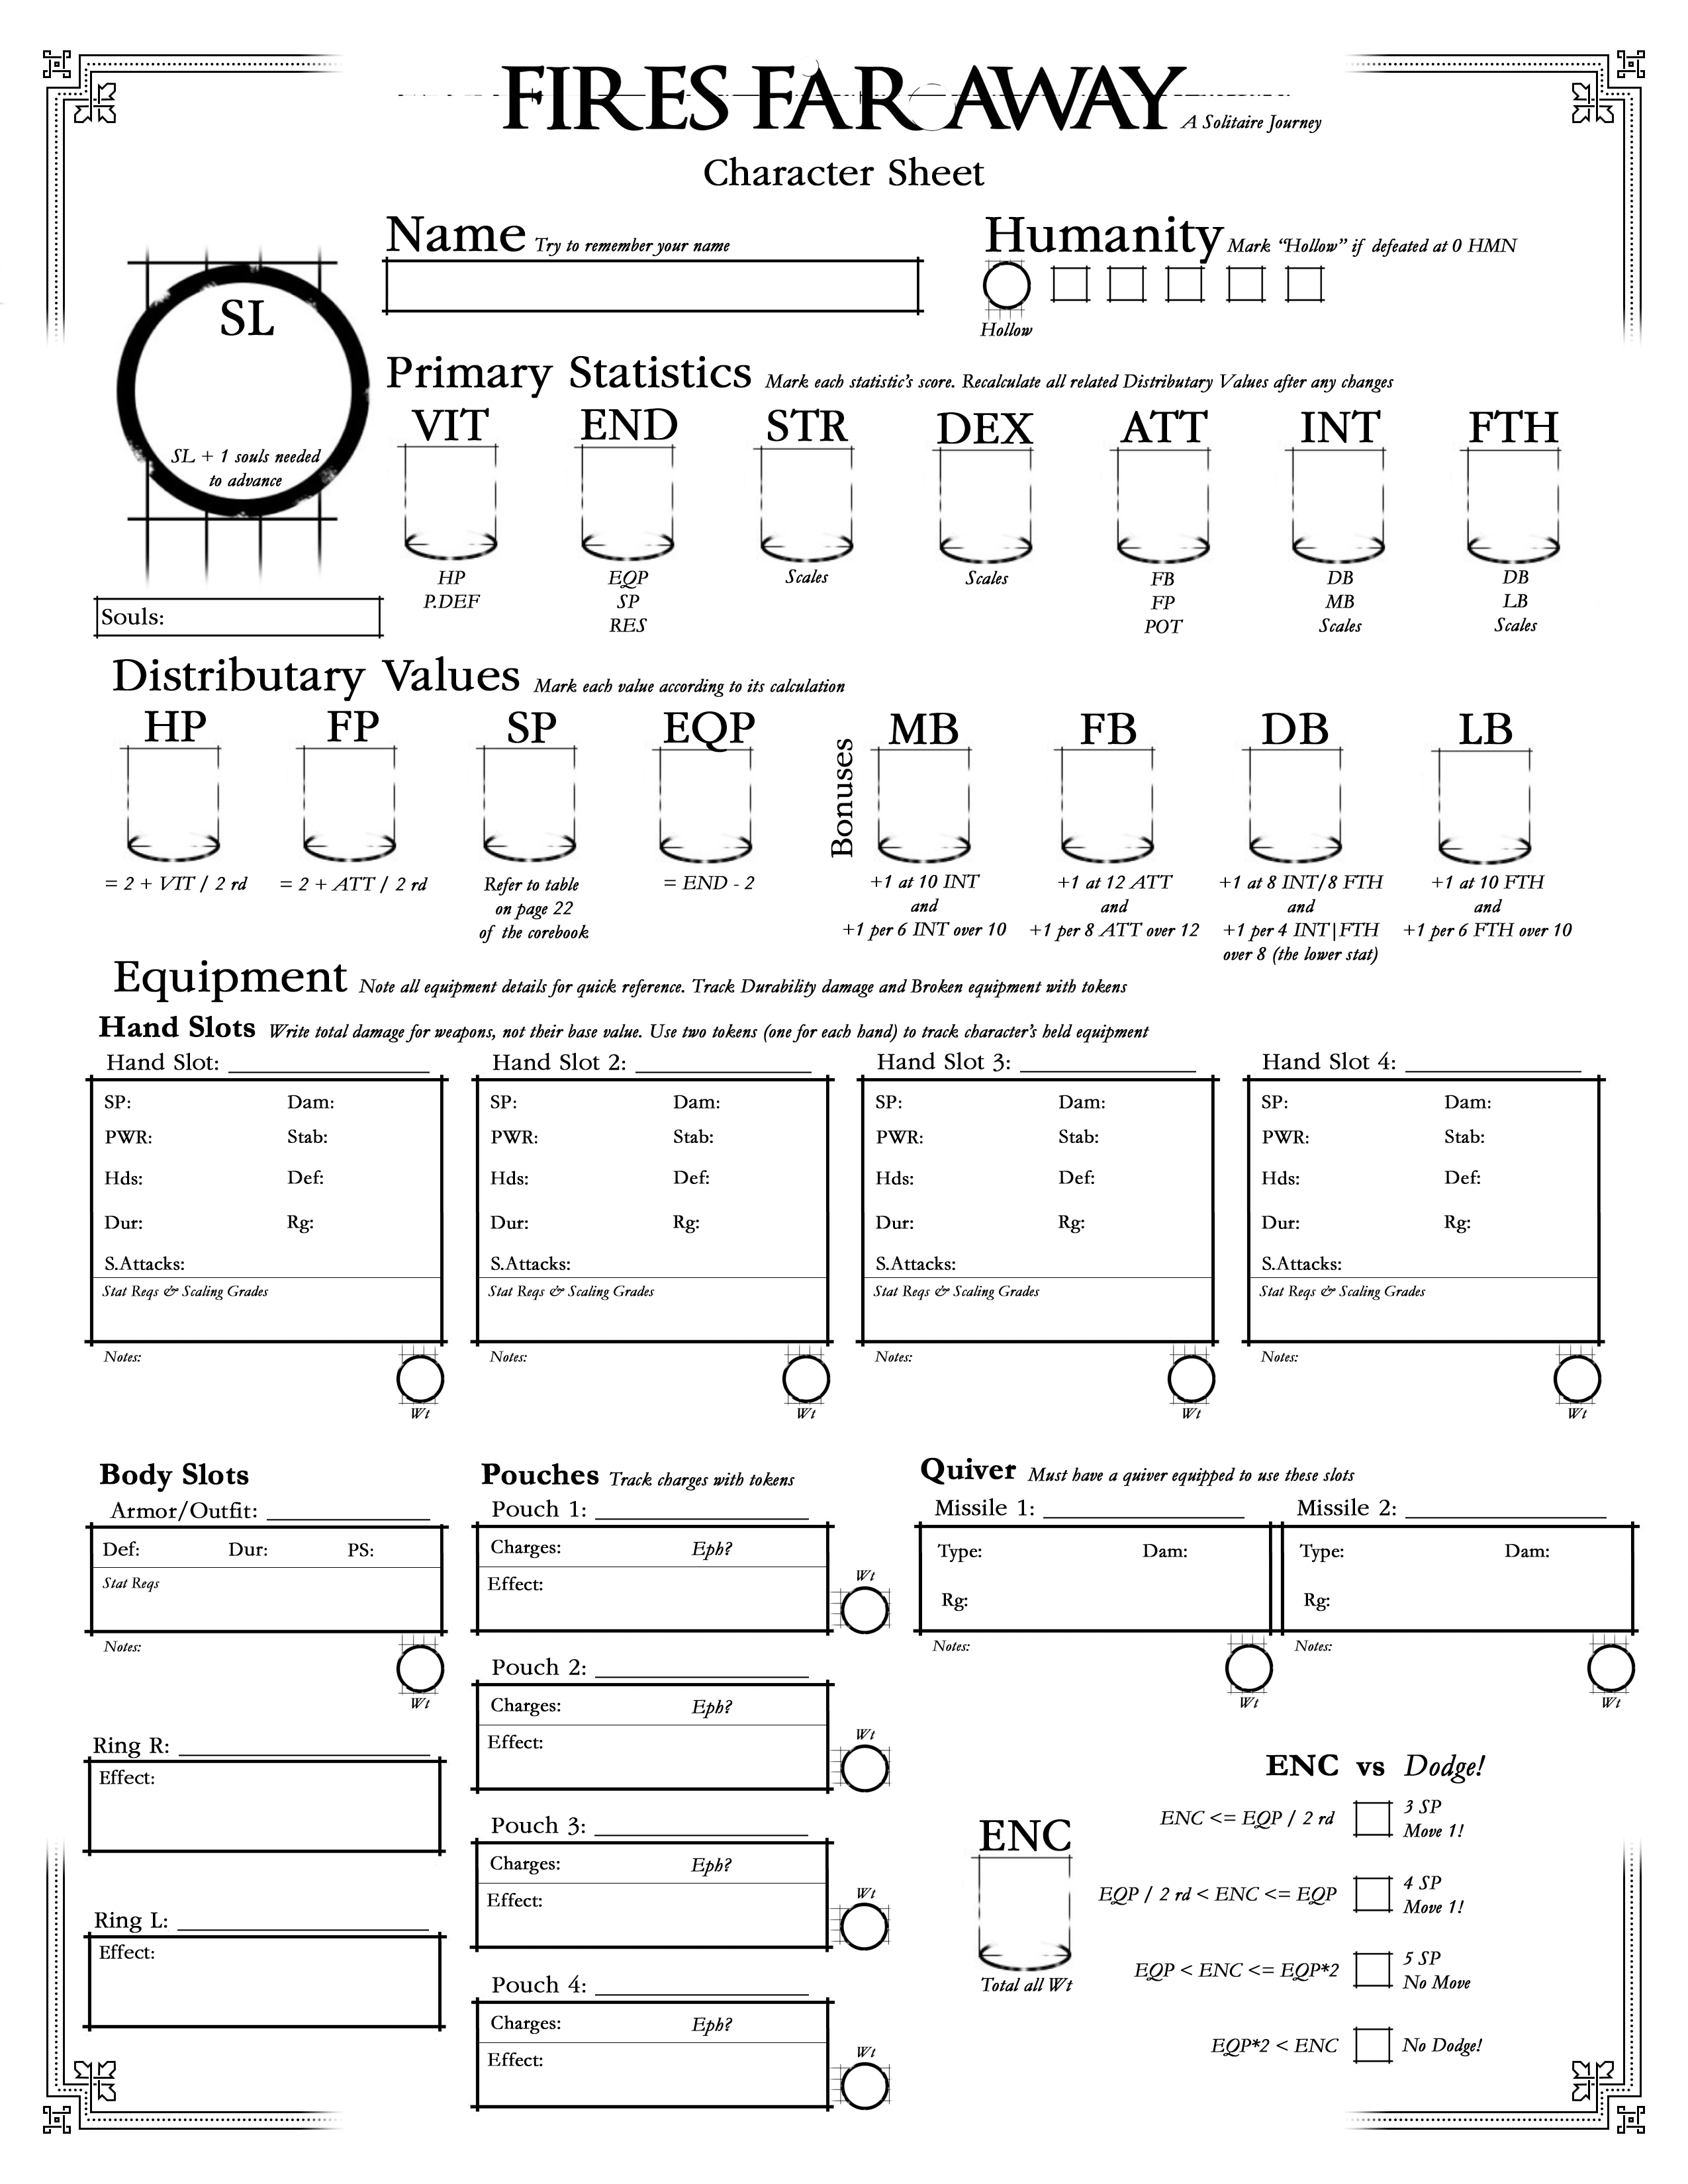 FIRES FAR AWAY A Solitaire Journey
Character Sheet
Name Try to remember your name
Humanity Mark “Hollow” if defeated at 0 HMN
Hollow
SL
SL + 1 souls needed
to advance
Souls:
Primary Statistics Mark each statistic’s score. Recalculate all related Distributary Values after any changes
VIT END STR DEX ATT INT FTH
HP EQP Scales Scales FB DB DB
P.DEF SP FP MB LB
RES POT Scales Scales
Distributary Values Mark each value according to its calculation
HP FP SP EQP Bonuses MB FB DB LB
= 2 + VIT / 2 rd = 2 + ATT / 2 rd Refer to table = END - 2 +1 at 10 INT +1 at 12 ATT +1 at 8 INT/8 FTH +1 at 10 FTH
on page 22 and and and and
of the corebook +1 per 6 INT over 10 +1 per 8 ATT over 12 +1 per 4 INT|FTH +1 per 6 FTH over 10
over 8 (the lower stat)
Equipment Note all equipment details for quick reference. Track Durability damage and Broken equipment with tokens
Hand Slots Write total damage for weapons, not their base value. Use two tokens (one for each hand) to track character’s held equipment
Hand Slot: Hand Slot 2: Hand Slot 3: Hand Slot 4:
SP: Dam: SP: Dam: SP: Dam: SP: Dam:
PWR: Stab: PWR: Stab: PWR: Stab: PWR: Stab:
Hds: Def: Hds: Def: Hds: Def: Hds: Def:
Dur: Rg: Dur: Rg: Dur: Rg: Dur: Rg:
S.Attacks: S.Attacks: S.Attacks: S.Attacks:
Stat Reqs & Scaling Grades Stat Reqs & Scaling Grades Stat Reqs & Scaling Grades Stat Reqs & Scaling Grades
Notes: Notes: Notes: Notes:
Wt Wt Wt Wt
Body Slots
Armor/Outfit:
Def: Dur: PS:
Stat Reqs
Notes:
Wt
Ring R:
Effect:
Ring L:
Effect:
Pouches Track charges with tokens
Pouch 1:
Charges: Eph?
Effect:
Wt
Pouch 2:
Charges: Eph?
Effect:
Wt
Pouch 3:
Charges: Eph?
Effect:
Wt
Pouch 4:
Charges: Eph?
Effect:
Wt
Quiver Must have a quiver equipped to use these slots
Missile 1: Missile 2:
Type: Dam: Type: Dam:
Rg: Rg:
Notes: Notes:
Wt Wt
ENC
Total all Wt
ENC vs Dodge!
ENC <= EQP / 2 rd 3 SP
Move 1!
EQP / 2 rd < ENC <= EQP 4 SP
Move 1!
EQP < ENC <= EQP*2 5 SP
No Move
EQP*2 < ENC No Dodge!